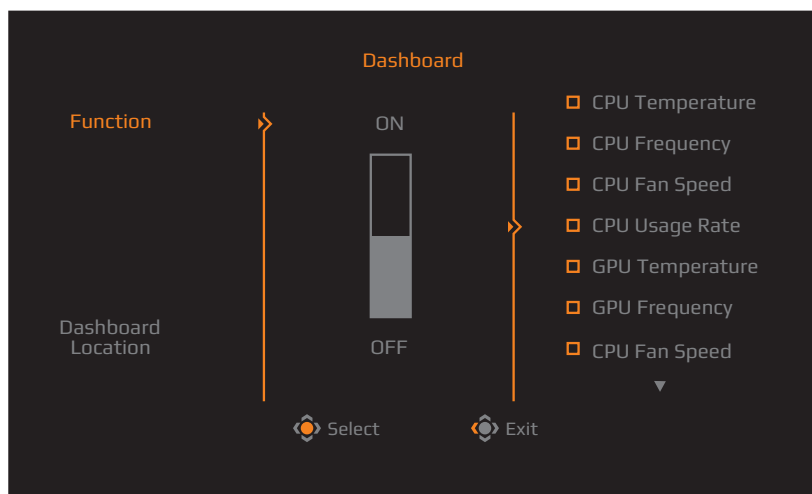 Dashboard
Function
ON
OFF
Dashboard
Location
CPU Temperature
CPU Frequency
CPU Fan Speed
CPU Usage Rate
GPU Temperature
GPU Frequency
CPU Fan Speed
Select
Exit